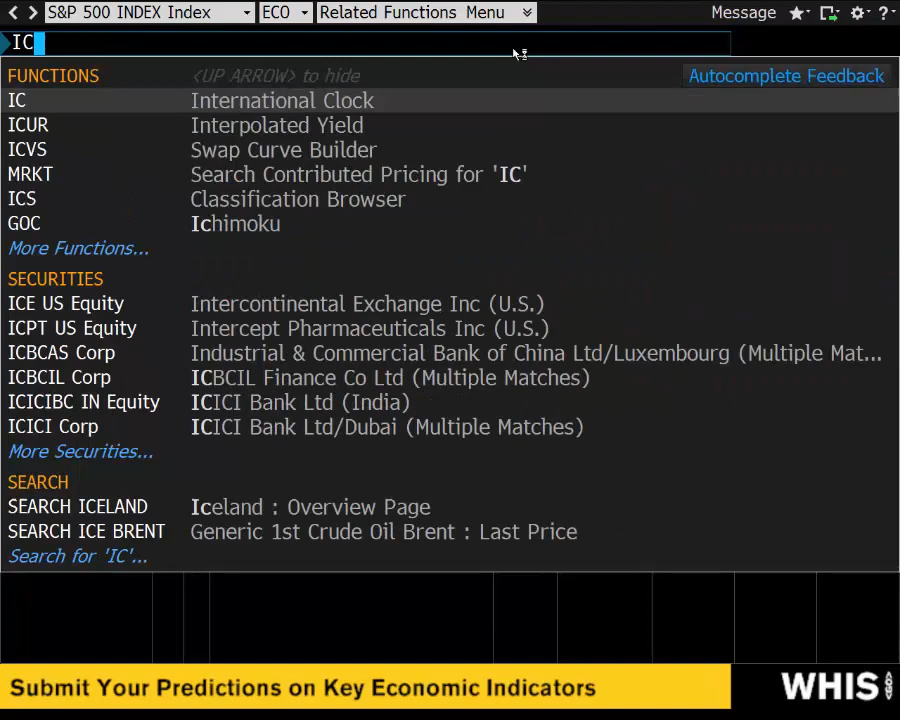 S&P 500 INDEX Index ECO Related Functions Menu Message
IC
FUNCTIONS <UP ARROW> to hide Autocomplete Feedback
IC International Clock
ICUR Interpolated Yield
ICVS Swap Curve Builder
MRKT Search Contributed Pricing for 'IC'
ICS Classification Browser
GOC Ichimoku
More Functions...
SECURITIES
ICE US Equity Intercontinental Exchange Inc (U.S.)
ICPT US Equity Intercept Pharmaceuticals Inc (U.S.)
ICBCAS Corp Industrial & Commercial Bank of China Ltd/Luxembourg (Multiple Mat...
ICBCIL Corp ICBCIL Finance Co Ltd (Multiple Matches)
ICICIBC IN Equity ICICI Bank Ltd (India)
ICICI Corp ICICI Bank Ltd/Dubai (Multiple Matches)
More Securities...
SEARCH
SEARCH ICELAND Iceland : Overview Page
SEARCH ICE BRENT Generic 1st Crude Oil Brent : Last Price
Search for 'IC'...
Submit Your Predictions on Key Economic Indicators WHIS